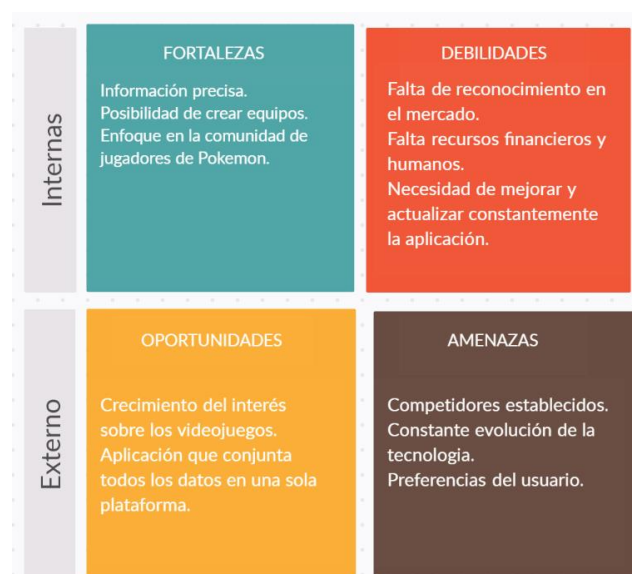 Internas
FORTALEZAS
Información precisa.
Posibilidad de crear equipos.
Enfoque en la comunidad de
jugadores de Pokemon.
DEBILIDADES
Falta de reconocimiento en
el mercado.
Falta recursos financieros y
humanos.
Necesidad de mejorar y
actualizar constantemente
la aplicación.
Externo
OPORTUNIDADES
Crecimiento del interés
sobre los videojuegos.
Aplicación que conjunta
todos los datos en una sola
plataforma.
AMENAZAS
Competidores establecidos.
Constante evolución de la
tecnologia.
Preferencias del usuario.